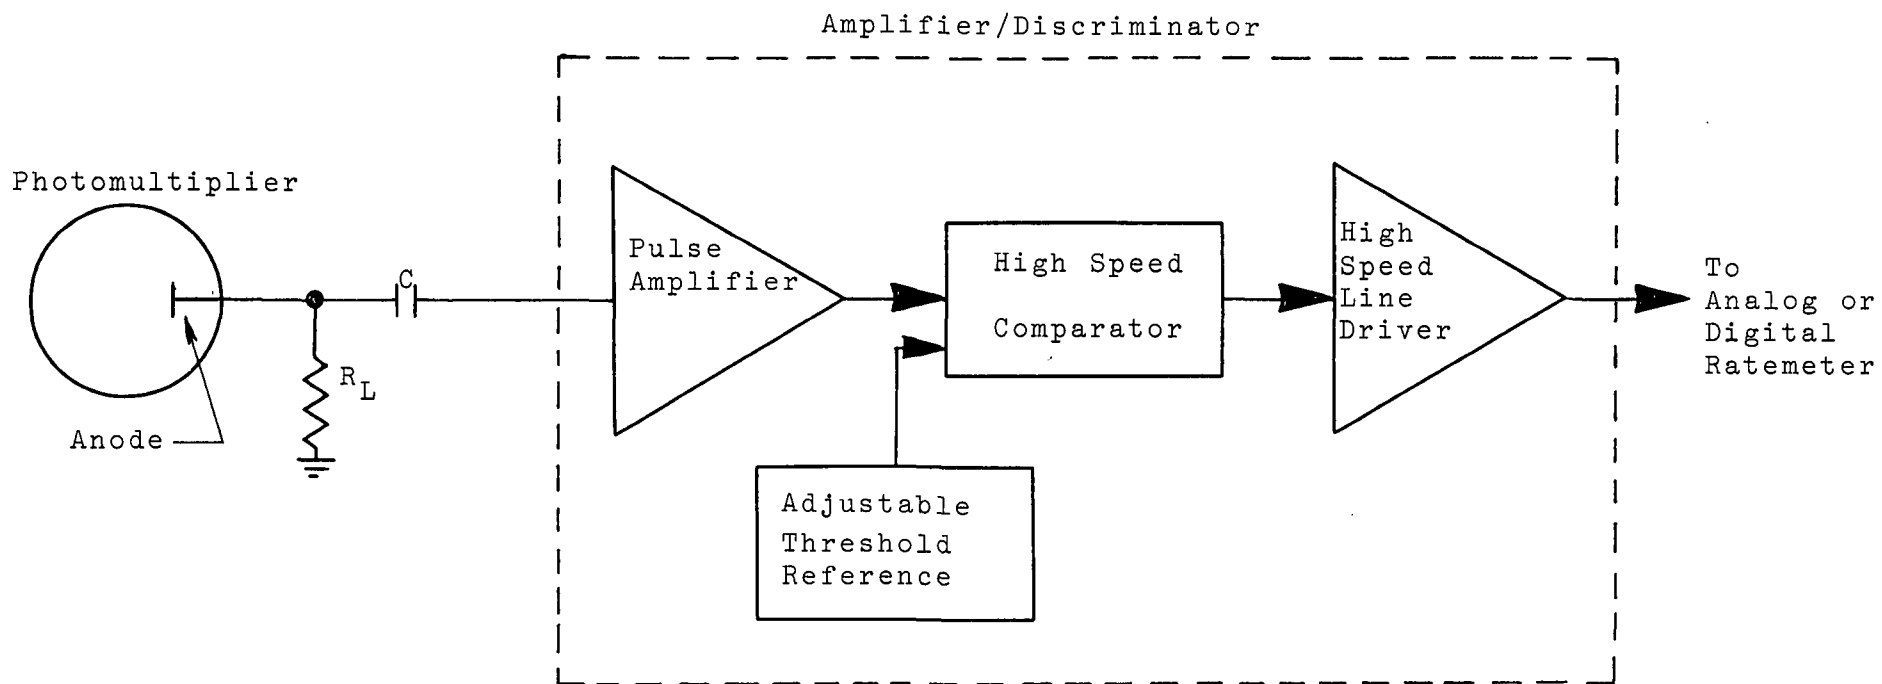 Amplifier/Discriminator
Photomultiplier
Anode
R_L
C
Pulse
Amplifier
High Speed
Comparator
Adjustable
Threshold
Reference
High
Speed
Line
Driver
To
Analog or
Digital
Ratemeter